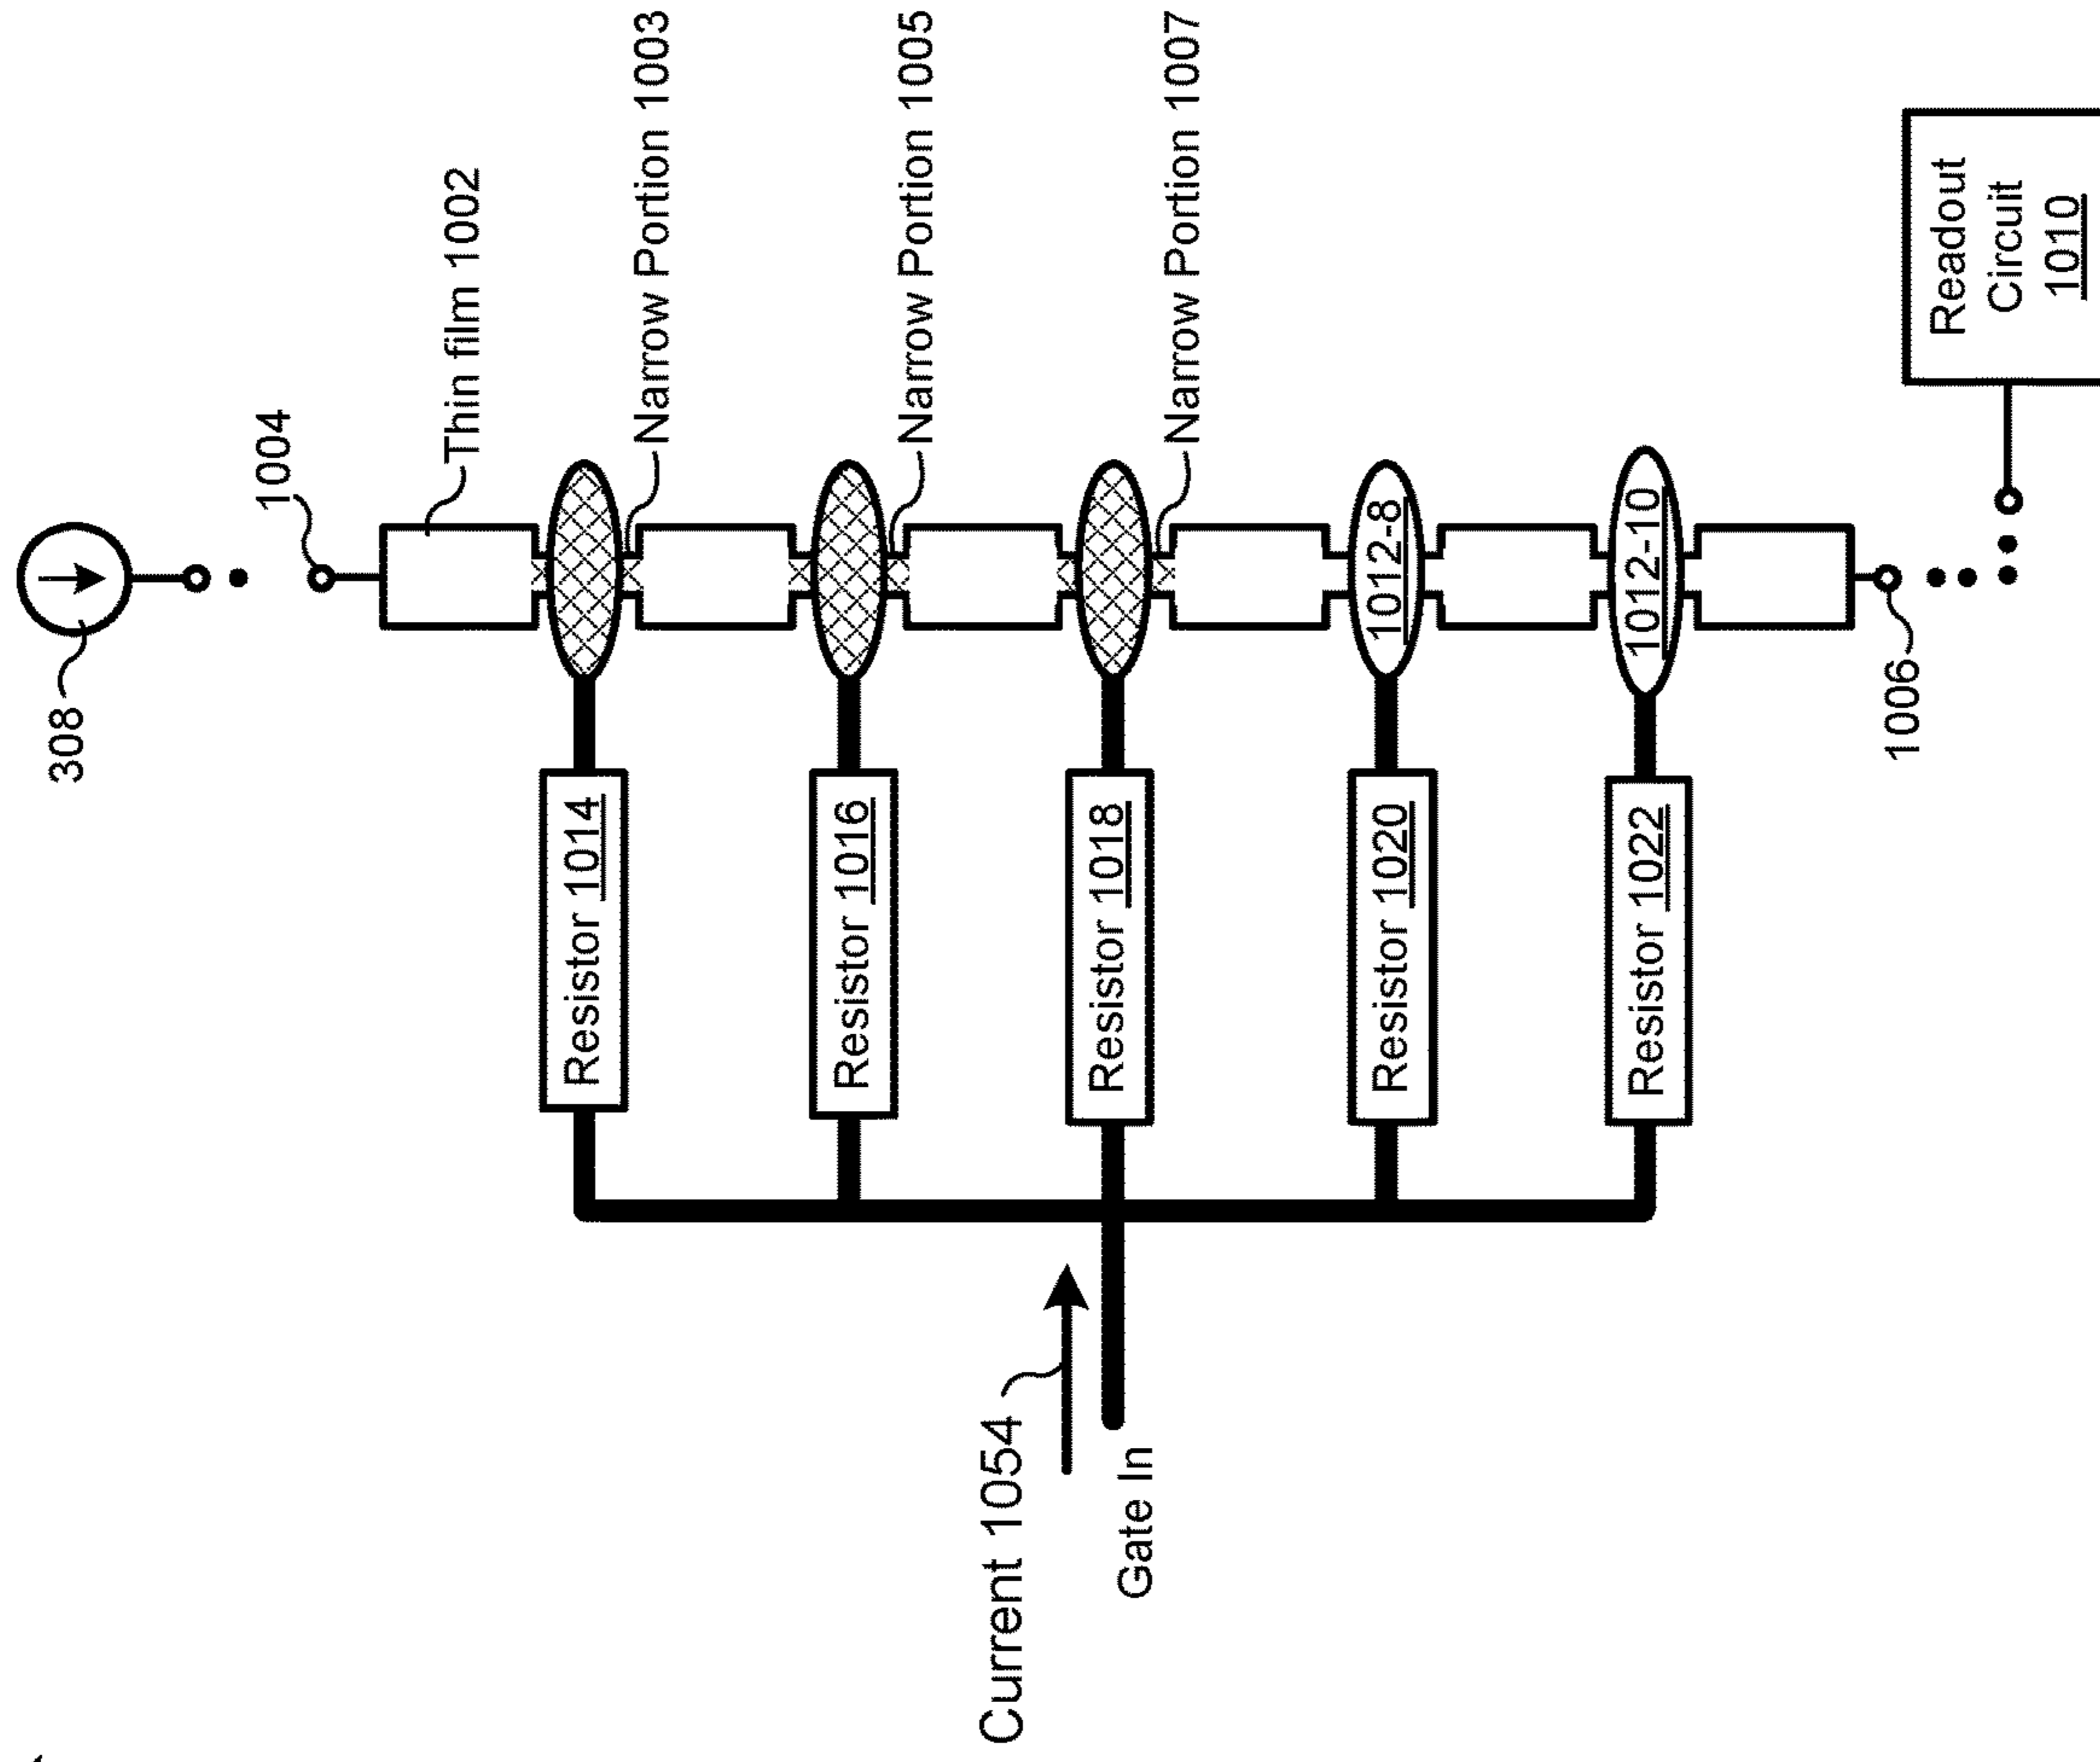 308
1004
Thin film 1002
Narrow Portion 1003
Narrow Portion 1005
Narrow Portion 1007
Resistor 1014
Resistor 1016
Resistor 1018
Resistor 1020
Resistor 1022
1012-8
1012-10
Current 1054
Gate In
1006
Readout
Circuit
1010